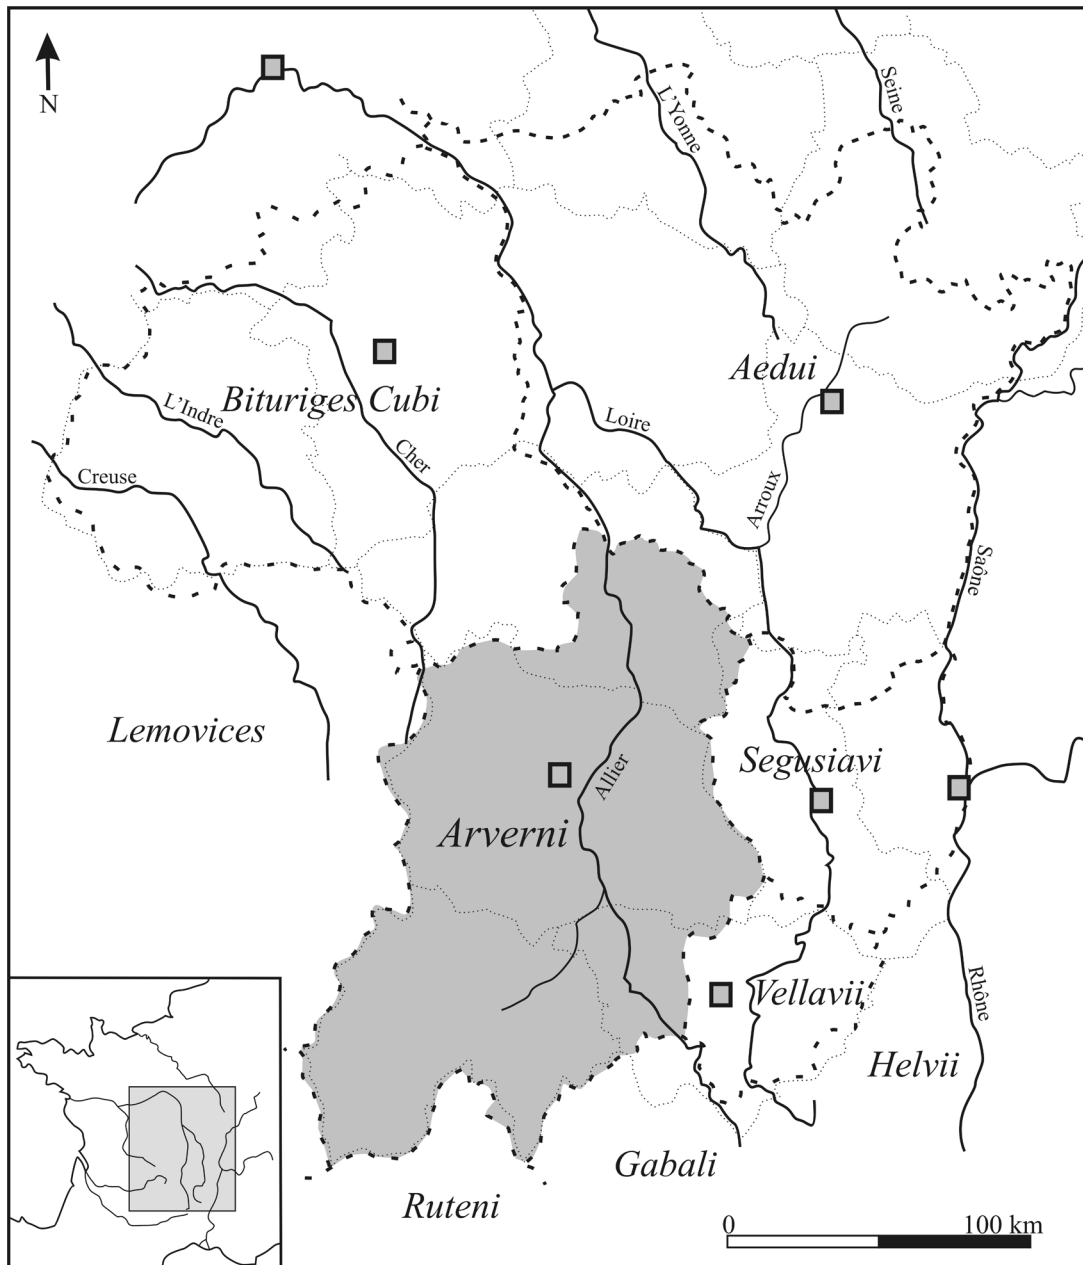 N
L'Yonne
Seine
Aedui
Bituriges Cubi
L'Indre
Loire
Cher
Creuse
Arroux
Saône
Lemovices
Segusiavi
Allier
Arverni
Vellavii
Rhône
Helvii
Gabali
Ruteni
0 100 km